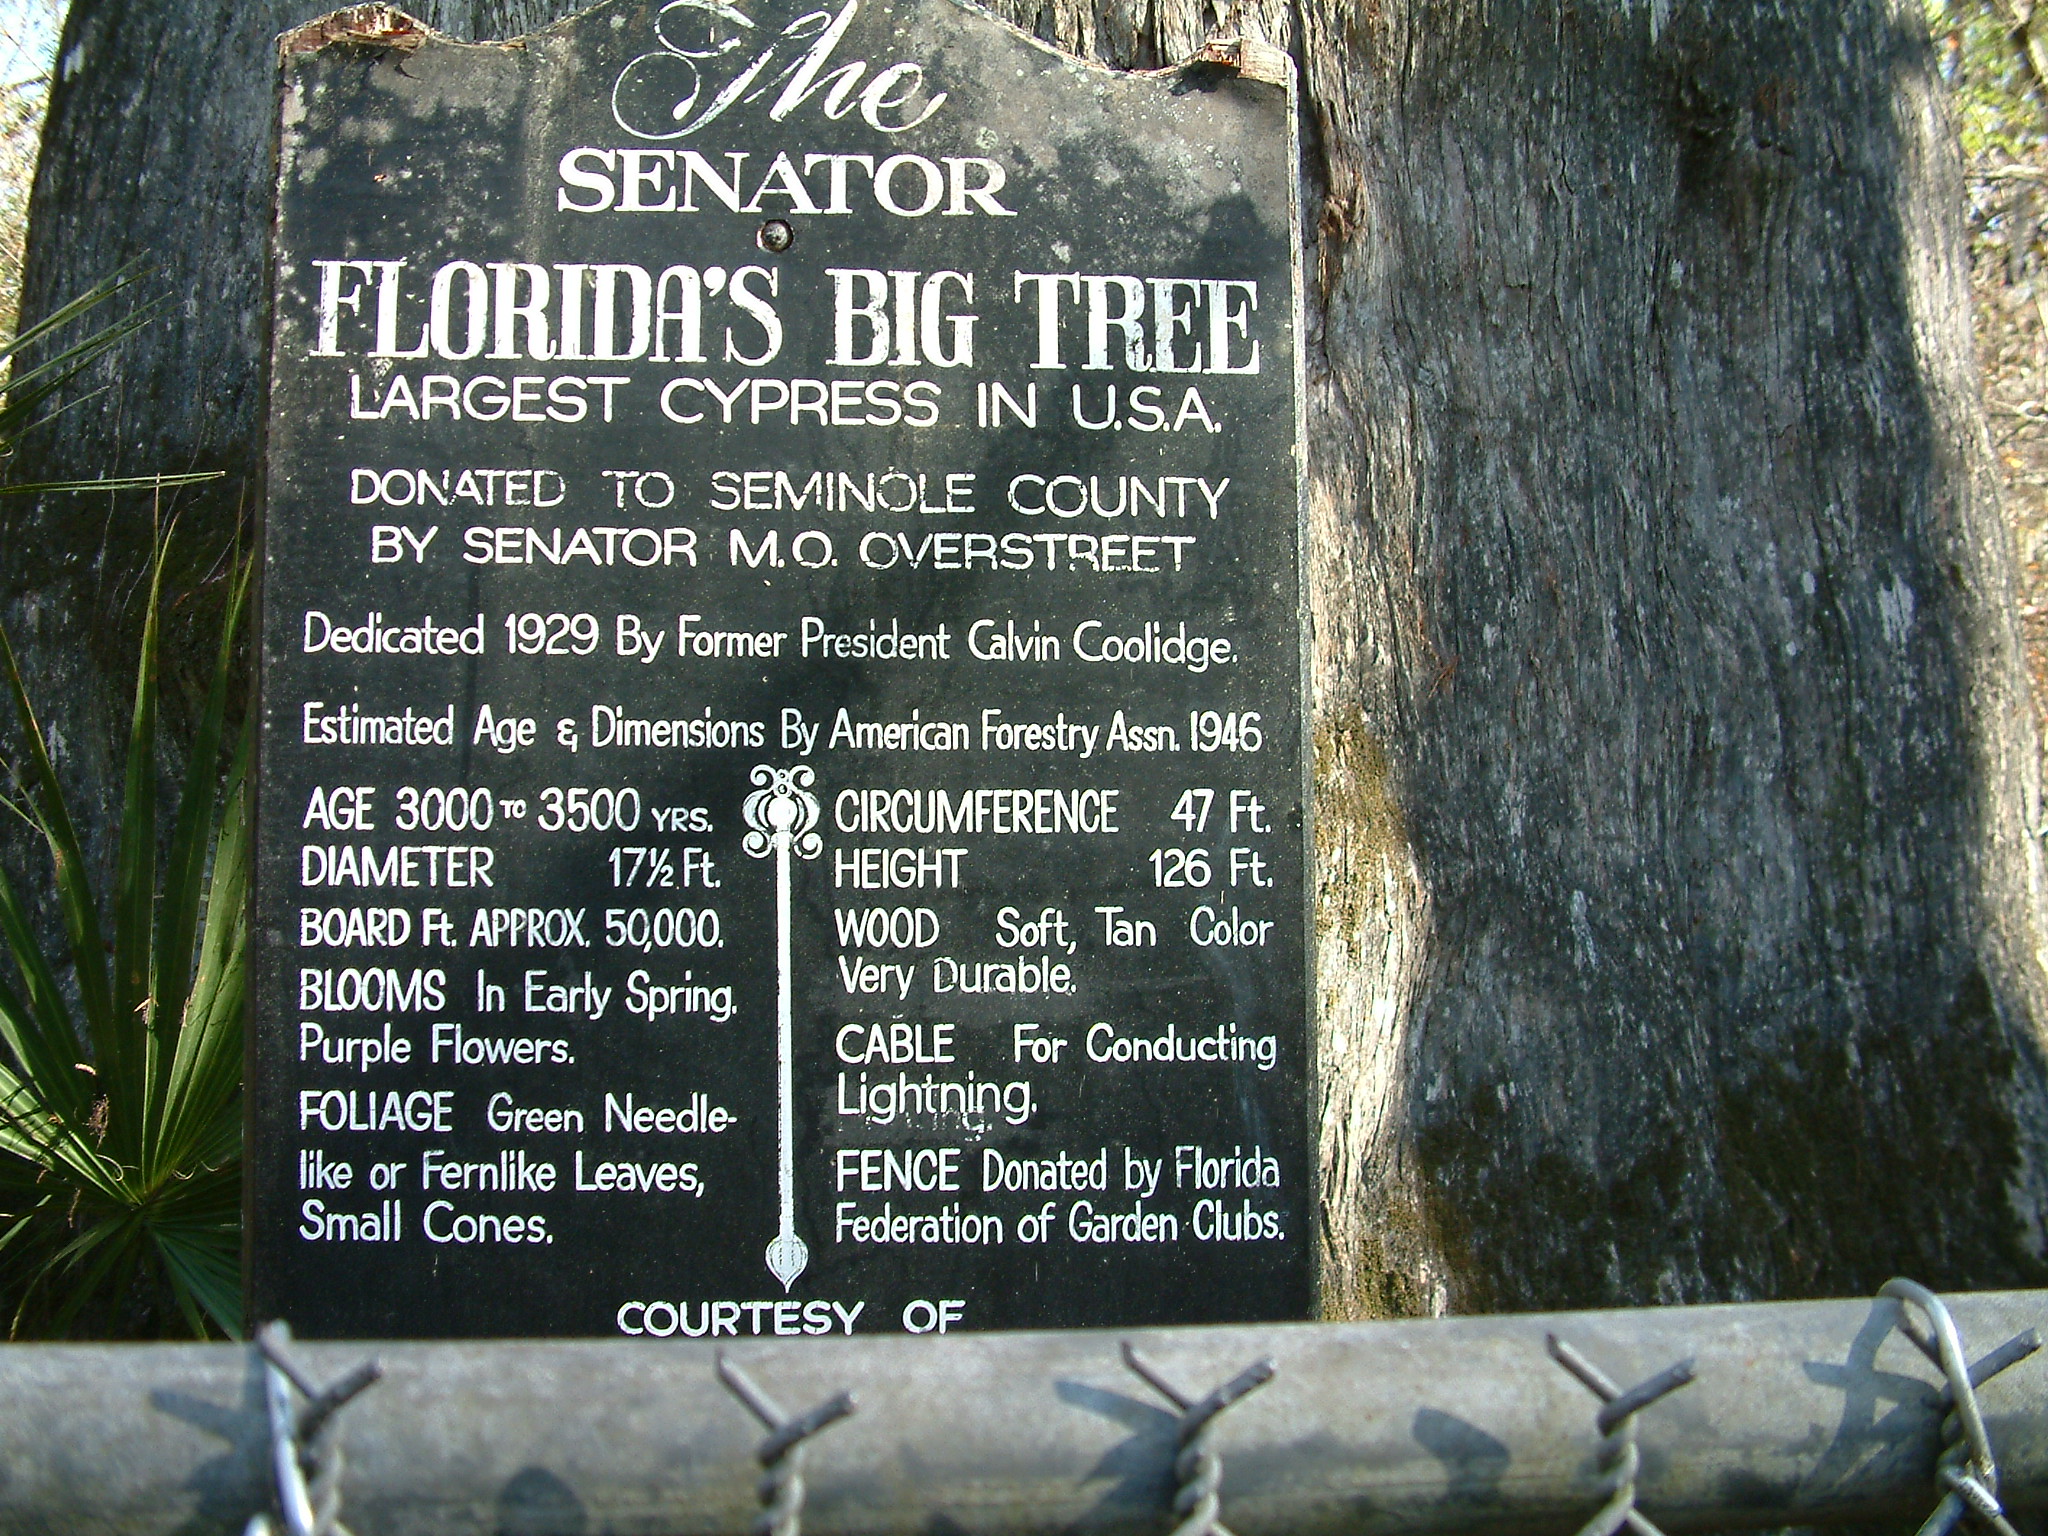 The
SENATOR
FLORIDA'S BIG TREE
LARGEST CYPRESS IN U.S.A.
DONATED TO SEMINOLE COUNTY
BY SENATOR M.O. OVERSTREET
Dedicated 1929 By Former President Calvin Coolidge.
Estimated Age & Dimensions By American Forestry Assn. 1946
AGE 3000 TO 3500 YRS.
DIAMETER 17½ Ft.
BOARD Ft. APPROX. 50,000.
BLOOMS In Early Spring.
Purple Flowers.
FOLIAGE Green Needle-
like or Fernlike Leaves,
Small Cones.
CIRCUMFERENCE 47 Ft.
HEIGHT 126 Ft.
WOOD Soft, Tan Color
Very Durable.
CABLE For Conducting
Lightning.
FENCE Donated by Florida
Federation of Garden Clubs.
COURTESY OF